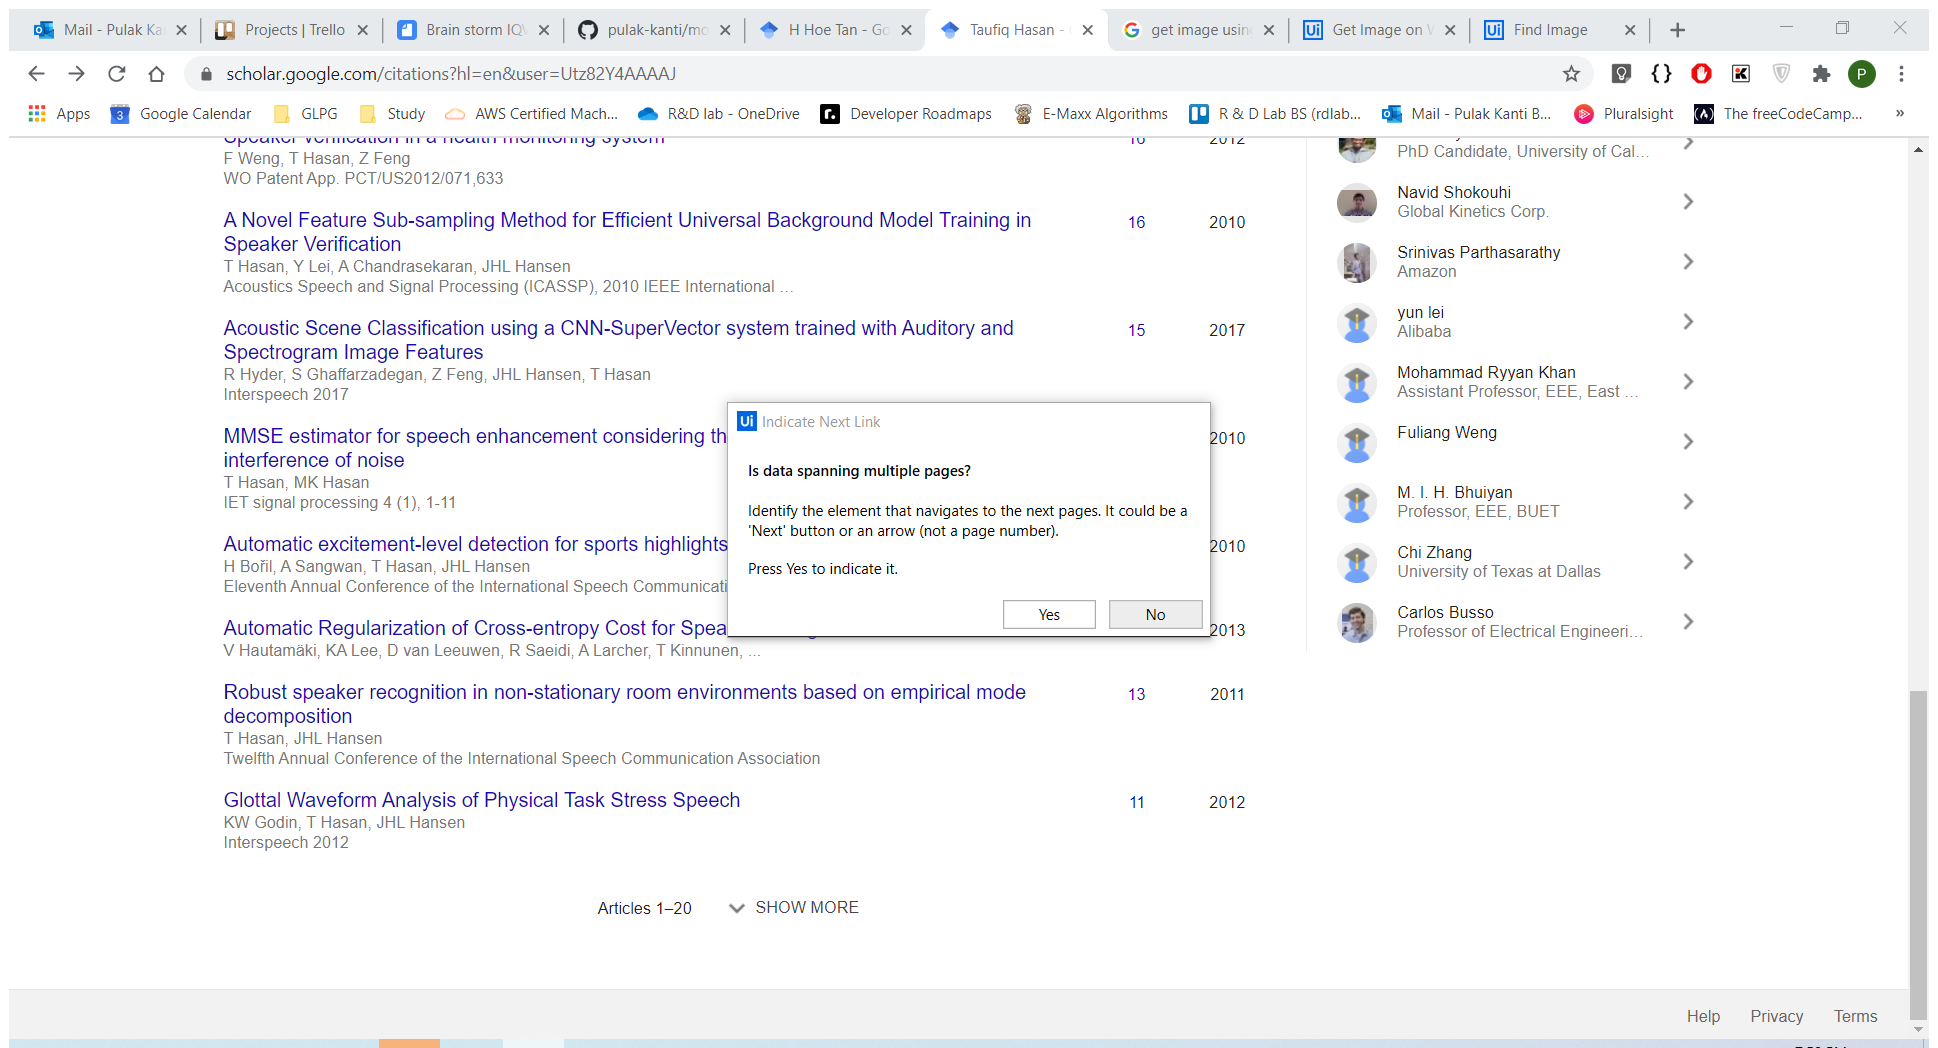 Mail - Pulak Ka
Projects | Trello
Brain storm IQV
pulak-kanti/mo
H Hoe Tan - Go
Taufiq Hasan -
get image usin
Get Image on W
Find Image
scholar.google.com/citations?hl=en&user=Utz82Y4AAAAJ
P
Apps
Google Calendar
GLPG
Study
AWS Certified Mach...
R&D lab - OneDrive
Developer Roadmaps
E-Maxx Algorithms
R & D Lab BS (rdlab...
Mail - Pulak Kanti B...
Pluralsight
The freeCodeCamp...
»
Speaker verification in a health monitoring system 16 2012
F Weng, T Hasan, Z Feng
WO Patent App. PCT/US2012/071,633
A Novel Feature Sub-sampling Method for Efficient Universal Background Model Training in 16 2010
Speaker Verification
T Hasan, Y Lei, A Chandrasekaran, JHL Hansen
Acoustics Speech and Signal Processing (ICASSP), 2010 IEEE International …
Acoustic Scene Classification using a CNN-SuperVector system trained with Auditory and 15 2017
Spectrogram Image Features
R Hyder, S Ghaffarzadegan, Z Feng, JHL Hansen, T Hasan
Interspeech 2017
MMSE estimator for speech enhancement considering th 2010
interference of noise
T Hasan, MK Hasan
IET signal processing 4 (1), 1-11
Automatic excitement-level detection for sports highlights 2010
H Bořil, A Sangwan, T Hasan, JHL Hansen
Eleventh Annual Conference of the International Speech Communicati
Automatic Regularization of Cross-entropy Cost for Spea 2013
V Hautamäki, KA Lee, D van Leeuwen, R Saeidi, A Larcher, T Kinnunen, ...
Robust speaker recognition in non-stationary room environments based on empirical mode 13 2011
decomposition
T Hasan, JHL Hansen
Twelfth Annual Conference of the International Speech Communication Association
Glottal Waveform Analysis of Physical Task Stress Speech 11 2012
KW Godin, T Hasan, JHL Hansen
Interspeech 2012
Articles 1–20 SHOW MORE
Ui Indicate Next Link
Is data spanning multiple pages?
Identify the element that navigates to the next pages. It could be a
'Next' button or an arrow (not a page number).
Press Yes to indicate it.
Yes No
PhD Candidate, University of Cal…
Navid Shokouhi
Global Kinetics Corp.
Srinivas Parthasarathy
Amazon
yun lei
Alibaba
Mohammad Ryyan Khan
Assistant Professor, EEE, East …
Fuliang Weng
M. I. H. Bhuiyan
Professor, EEE, BUET
Chi Zhang
University of Texas at Dallas
Carlos Busso
Professor of Electrical Engineeri…
Help Privacy Terms